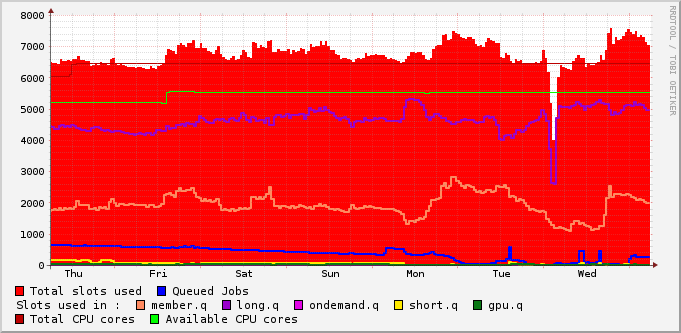 8000
7000
6000
5000
4000
3000
2000
1000
0
Thu Fri Sat Sun Mon Tue Wed
RRDTOOL / TOBI OETIKER
Total slots used Queued Jobs
Slots used in : member.q long.q ondemand.q short.q gpu.q
Total CPU cores Available CPU cores